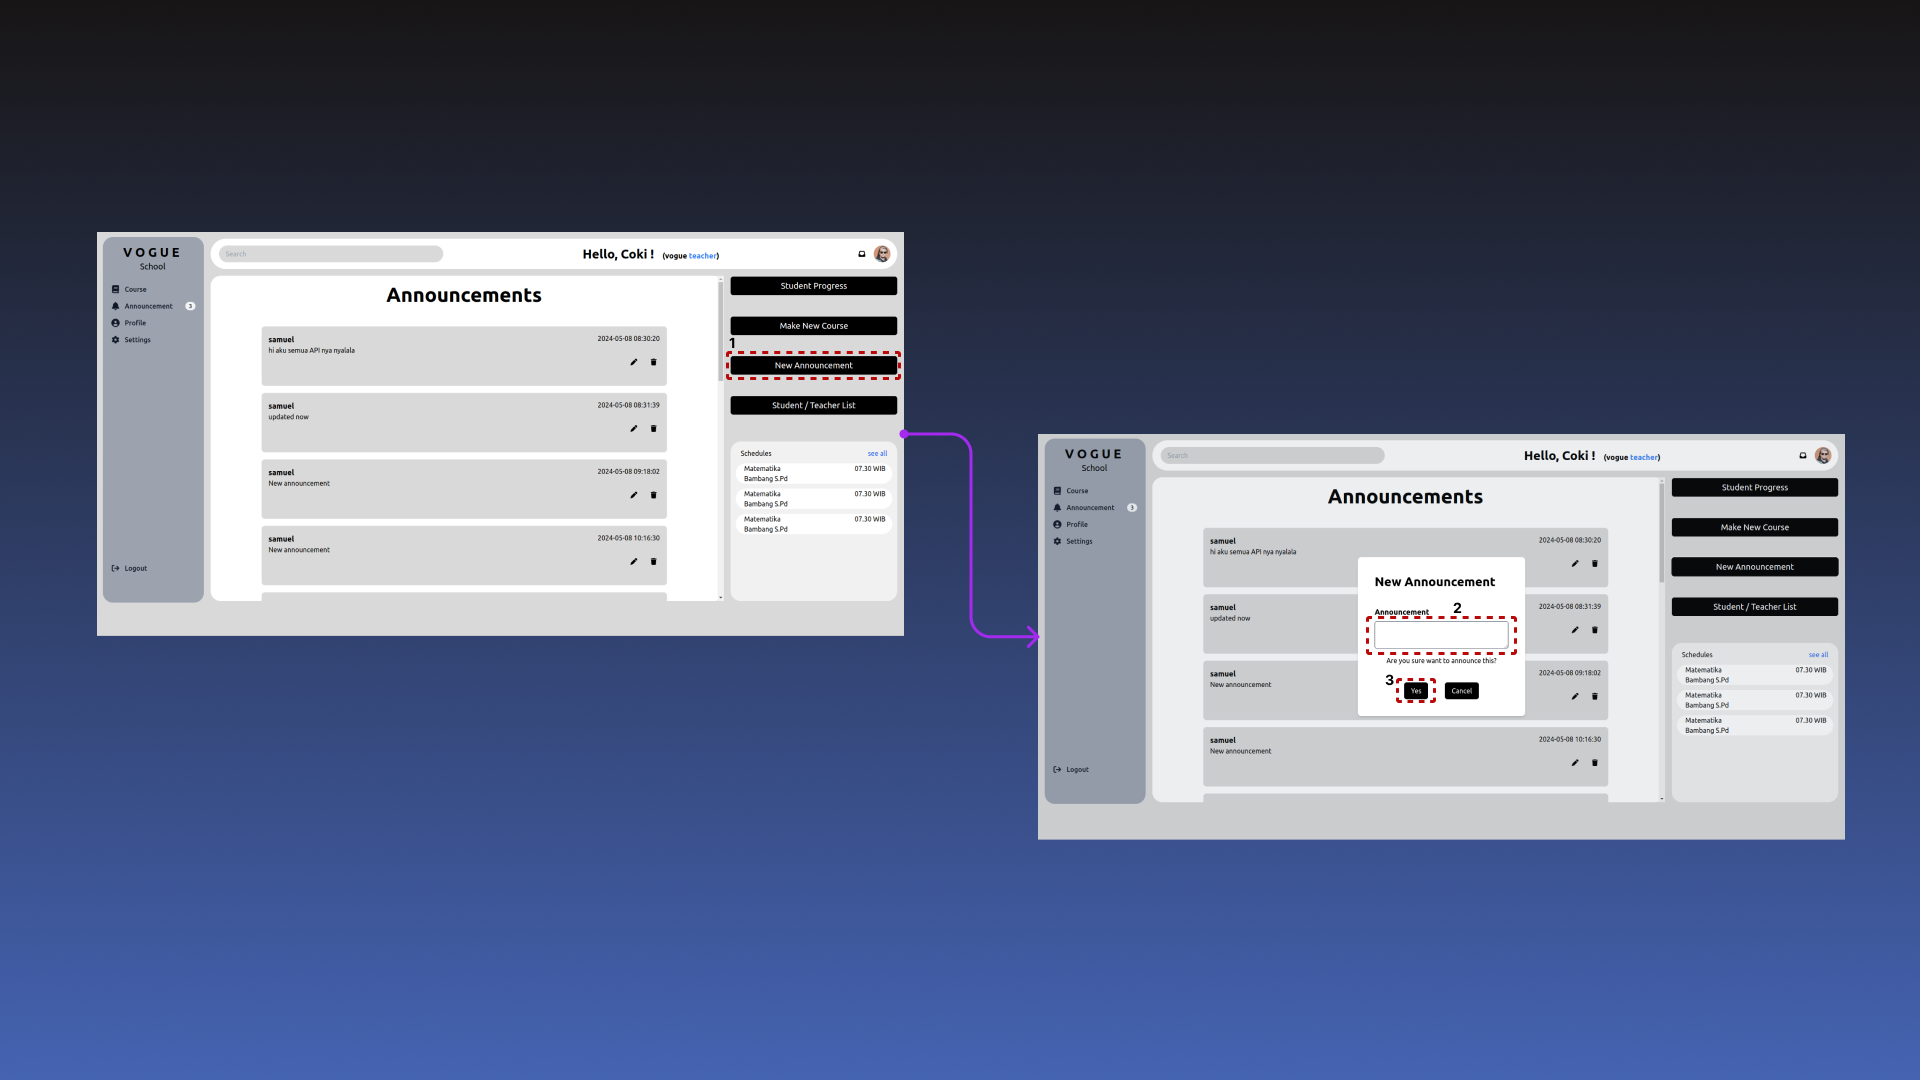 VOGUE
School
Course
Announcement 3
Profile
Settings
Logout
Search
Hello, Coki ! (vogue teacher)
Announcements
samuel 2024-05-08 08:30:20
hi aku semua API nya nyalala
samuel 2024-05-08 08:31:39
updated now
samuel 2024-05-08 09:18:02
New announcement
samuel 2024-05-08 10:16:30
New announcement
Student Progress
Make New Course
1
New Announcement
Student / Teacher List
Schedules see all
Matematika 07.30 WIB
Bambang S.Pd
Matematika 07.30 WIB
Bambang S.Pd
Matematika 07.30 WIB
Bambang S.Pd
VOGUE
School
Course
Announcement 3
Profile
Settings
Logout
Search
Hello, Coki ! (vogue teacher)
Announcements
samuel 2024-05-08 08:30:20
hi aku semua API nya nyalala
samuel 2024-05-08 08:31:39
updated now
samuel 2024-05-08 09:18:02
New announcement
samuel 2024-05-08 10:16:30
New announcement
New Announcement
Announcement 2
Are you sure want to announce this?
3 Yes Cancel
Student Progress
Make New Course
New Announcement
Student / Teacher List
Schedules see all
Matematika 07.30 WIB
Bambang S.Pd
Matematika 07.30 WIB
Bambang S.Pd
Matematika 07.30 WIB
Bambang S.Pd